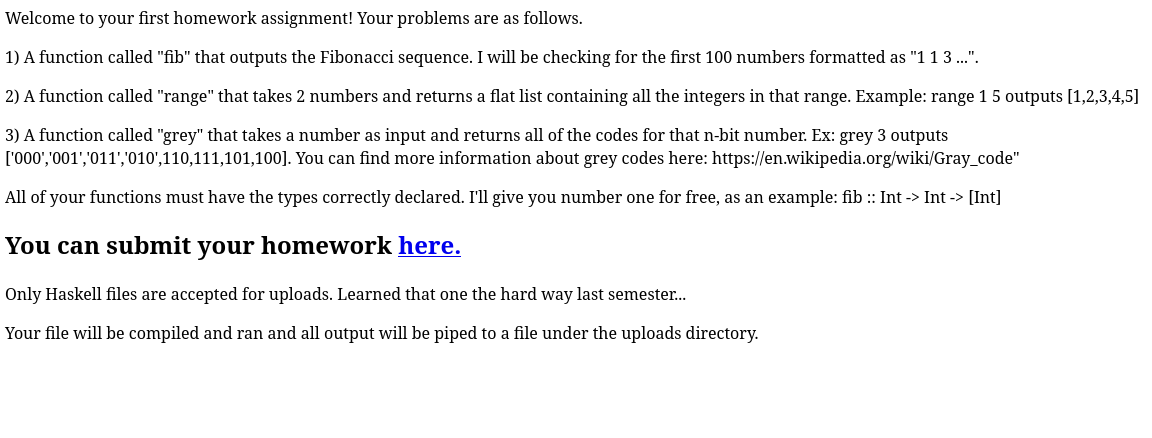 Welcome to your first homework assignment! Your problems are as follows.
1) A function called "fib" that outputs the Fibonacci sequence. I will be checking for the first 100 numbers formatted as "1 1 3 ...".
2) A function called "range" that takes 2 numbers and returns a flat list containing all the integers in that range. Example: range 1 5 outputs [1,2,3,4,5]
3) A function called "grey" that takes a number as input and returns all of the codes for that n-bit number. Ex: grey 3 outputs
['000','001','011','010',110,111,101,100]. You can find more information about grey codes here: https://en.wikipedia.org/wiki/Gray_code"
All of your functions must have the types correctly declared. I'll give you number one for free, as an example: fib :: Int -> Int -> [Int]
You can submit your homework here.
Only Haskell files are accepted for uploads. Learned that one the hard way last semester...
Your file will be compiled and ran and all output will be piped to a file under the uploads directory.